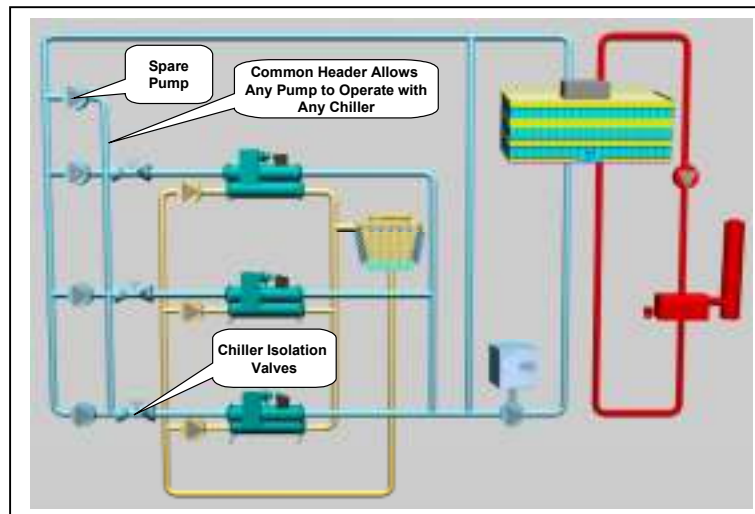 Spare
Pump
Common Header Allows
Any Pump to Operate with
Any Chiller
Chiller Isolation
Valves